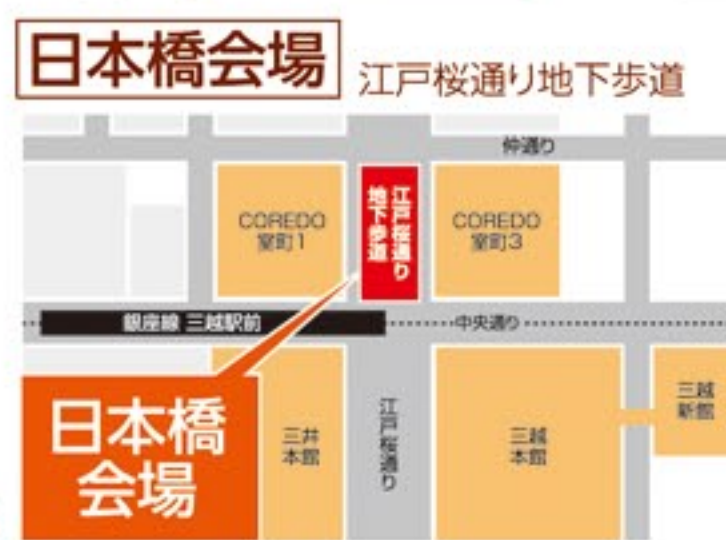 日本橋会場
江戸桜通り地下歩道
仲通り
COREDO
室町1
江戸桜通り
地下歩道
COREDO
室町3
銀座線 三越駅前
中央通り
日本橋
会場
三井
本館
江戸桜通り
三越
本館
三越
新館